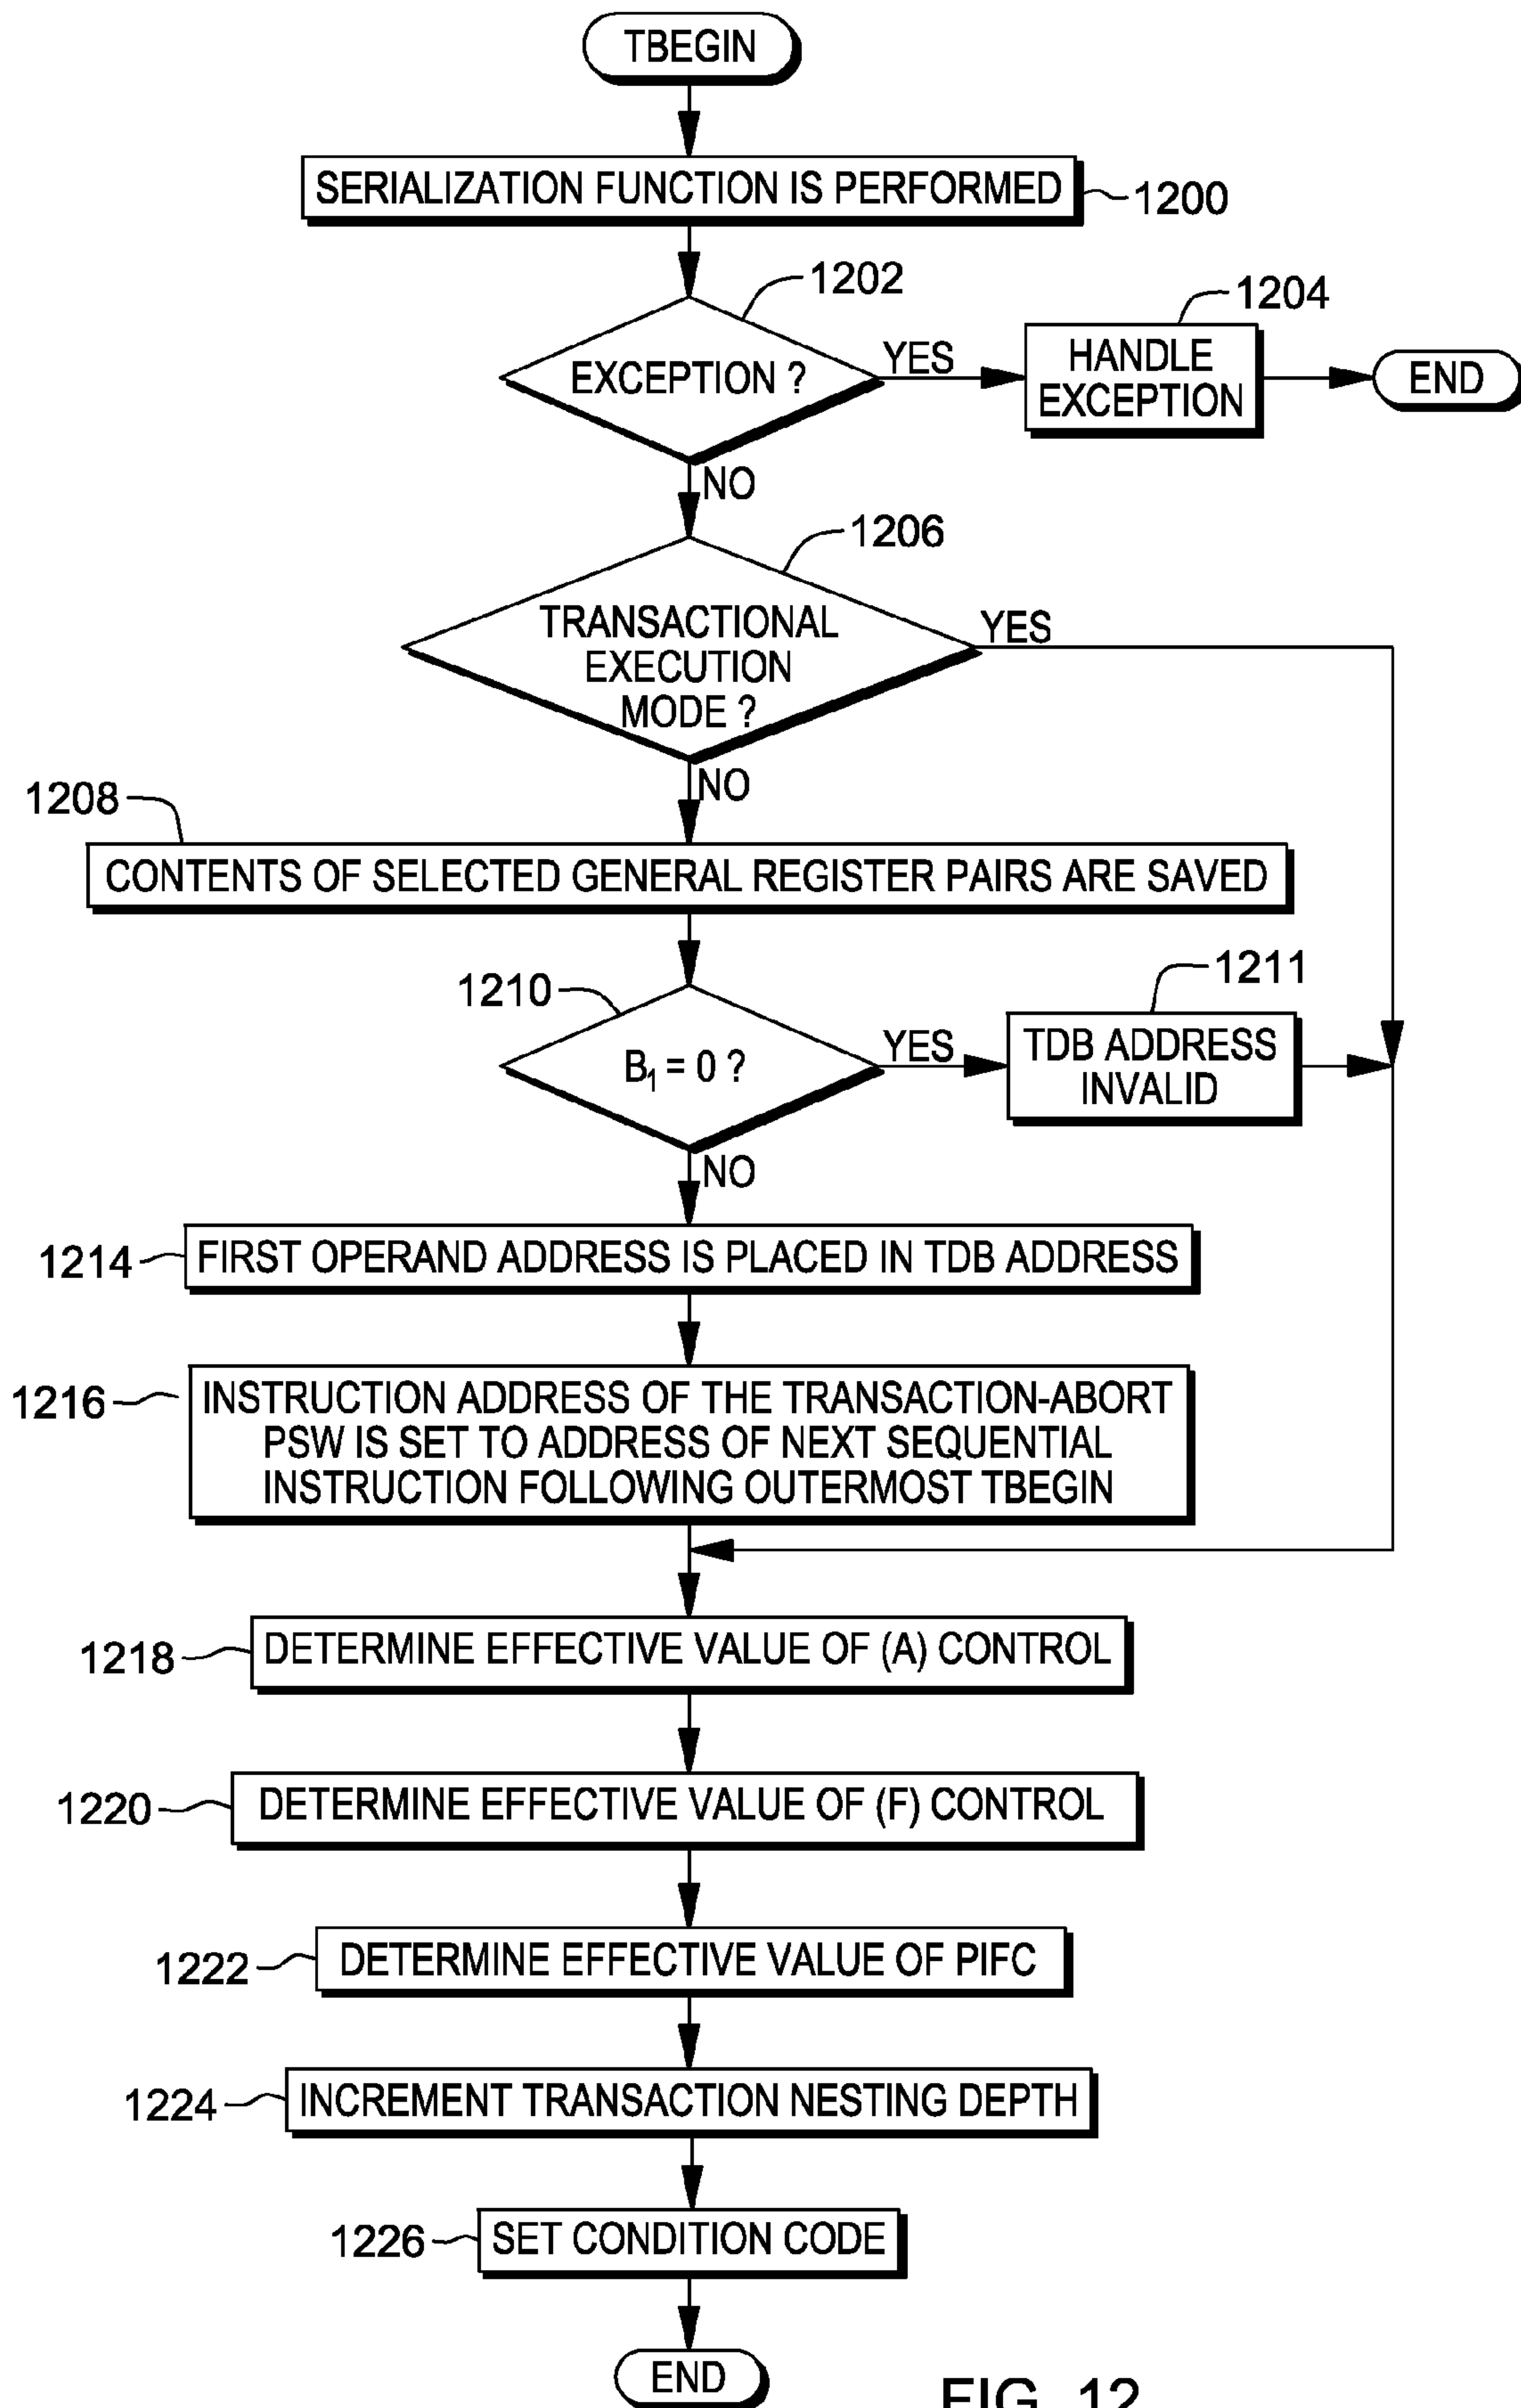 TBEGIN
SERIALIZATION FUNCTION IS PERFORMED
1200
1202
EXCEPTION ?
YES
1204
HANDLE
EXCEPTION
END
NO
1206
TRANSACTIONAL
EXECUTION
MODE ?
YES
NO
1208
CONTENTS OF SELECTED GENERAL REGISTER PAIRS ARE SAVED
1210
B1 = 0 ?
YES
1211
TDB ADDRESS
INVALID
NO
1214
FIRST OPERAND ADDRESS IS PLACED IN TDB ADDRESS
1216
INSTRUCTION ADDRESS OF THE TRANSACTION-ABORT
PSW IS SET TO ADDRESS OF NEXT SEQUENTIAL
INSTRUCTION FOLLOWING OUTERMOST TBEGIN
1218
DETERMINE EFFECTIVE VALUE OF (A) CONTROL
1220
DETERMINE EFFECTIVE VALUE OF (F) CONTROL
1222
DETERMINE EFFECTIVE VALUE OF PIFC
1224
INCREMENT TRANSACTION NESTING DEPTH
1226
SET CONDITION CODE
END
FIG. 12